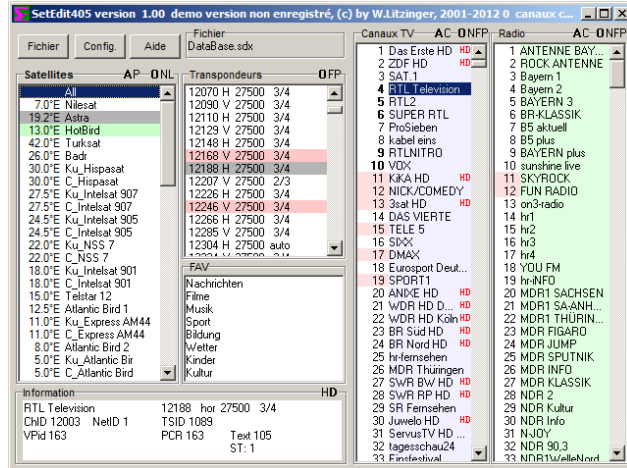 SetEdit405 version 1.00 demo version non enregistré, (c) by W.Litzinger, 2001-2012 0 canaux c...
Fichier
Config.
Aide
Fichier
DataBase.sdx
Satellites AP ONL
All
7.0°E Nilesat
19.2°E Astra
13.0°E HotBird
42.0°E Turksat
26.0°E Badr
30.0°E Ku_Hispasat
30.0°E C_Hispasat
27.5°E Ku_Intelsat 907
27.5°E C_Intelsat 907
24.5°E Ku_Intelsat 905
24.5°E C_Intelsat 905
22.0°E Ku_NSS 7
22.0°E C_NSS 7
18.0°E Ku_Intelsat 901
18.0°E C_Intelsat 901
15.0°E Telstar 12
12.5°E Atlantic Bird 1
11.0°E Ku_Express AM44
11.0°E C_Express AM44
8.0°E Atlantic Bird 2
5.0°E Ku_Atlantic Bir
5.0°E C_Atlantic Bird
Transpondeurs OFP
12070 H 27500 3/4
12090 V 27500 3/4
12110 H 27500 3/4
12129 V 27500 3/4
12148 H 27500 3/4
12168 V 27500 3/4
12188 H 27500 3/4
12207 V 27500 2/3
12226 H 27500 3/4
12246 V 27500 3/4
12266 H 27500 3/4
12285 V 27500 3/4
12304 H 27500 auto
FAV
Nachrichten
Filme
Musik
Sport
Bildung
Wetter
Kinder
Kultur
Canaux TV AC ONFP
1 Das Erste HD HD
2 ZDF HD HD
3 SAT.1
4 RTL Television
5 RTL2
6 SUPER RTL
7 ProSieben
8 kabel eins
9 RTLNITRO
10 VOX
11 KiKA HD HD
12 NICK/COMEDY
13 3sat HD HD
14 DAS VIERTE
15 TELE 5
16 SIXX
17 DMAX
18 Eurosport Deut...
19 SPORT1
20 ANIXE HD HD
21 WDR HD D... HD
22 WDR HD Köln HD
23 BR Süd HD HD
24 BR Nord HD HD
25 hr-fernsehen
26 MDR Thüringen
27 SWR BW HD HD
28 SWR RP HD HD
29 SR Fernsehen
30 Juwelo HD HD
31 ServusTV HD ...
32 tagesschau24
33 Einsfestival
Radio AC ONFP
1 ANTENNE BAY...
2 ROCK ANTENNE
3 Bayern 1
4 Bayern 2
5 BAYERN 3
6 BR-KLASSIK
7 B5 aktuell
8 B5 plus
9 BAYERN plus
10 sunshine live
11 SKYROCK
12 FUN RADIO
13 on3-radio
14 hr1
15 hr2
16 hr3
17 hr4
18 YOU FM
19 hr-iNFO
20 MDR1 SACHSEN
21 MDR1 SA-ANH...
22 MDR1 THÜRIN...
23 MDR FIGARO
24 MDR JUMP
25 MDR SPUTNIK
26 MDR INFO
27 MDR KLASSIK
28 NDR 2
29 NDR Kultur
30 NDR Info
31 N-JOY
32 NDR 90,3
33 NDR1WelleNord
Information HD
RTL Television 12188 hor 27500 3/4
ChID 12003 NetID 1 TSID 1089
VPid 163 PCR 163 Text 105
ST: 1